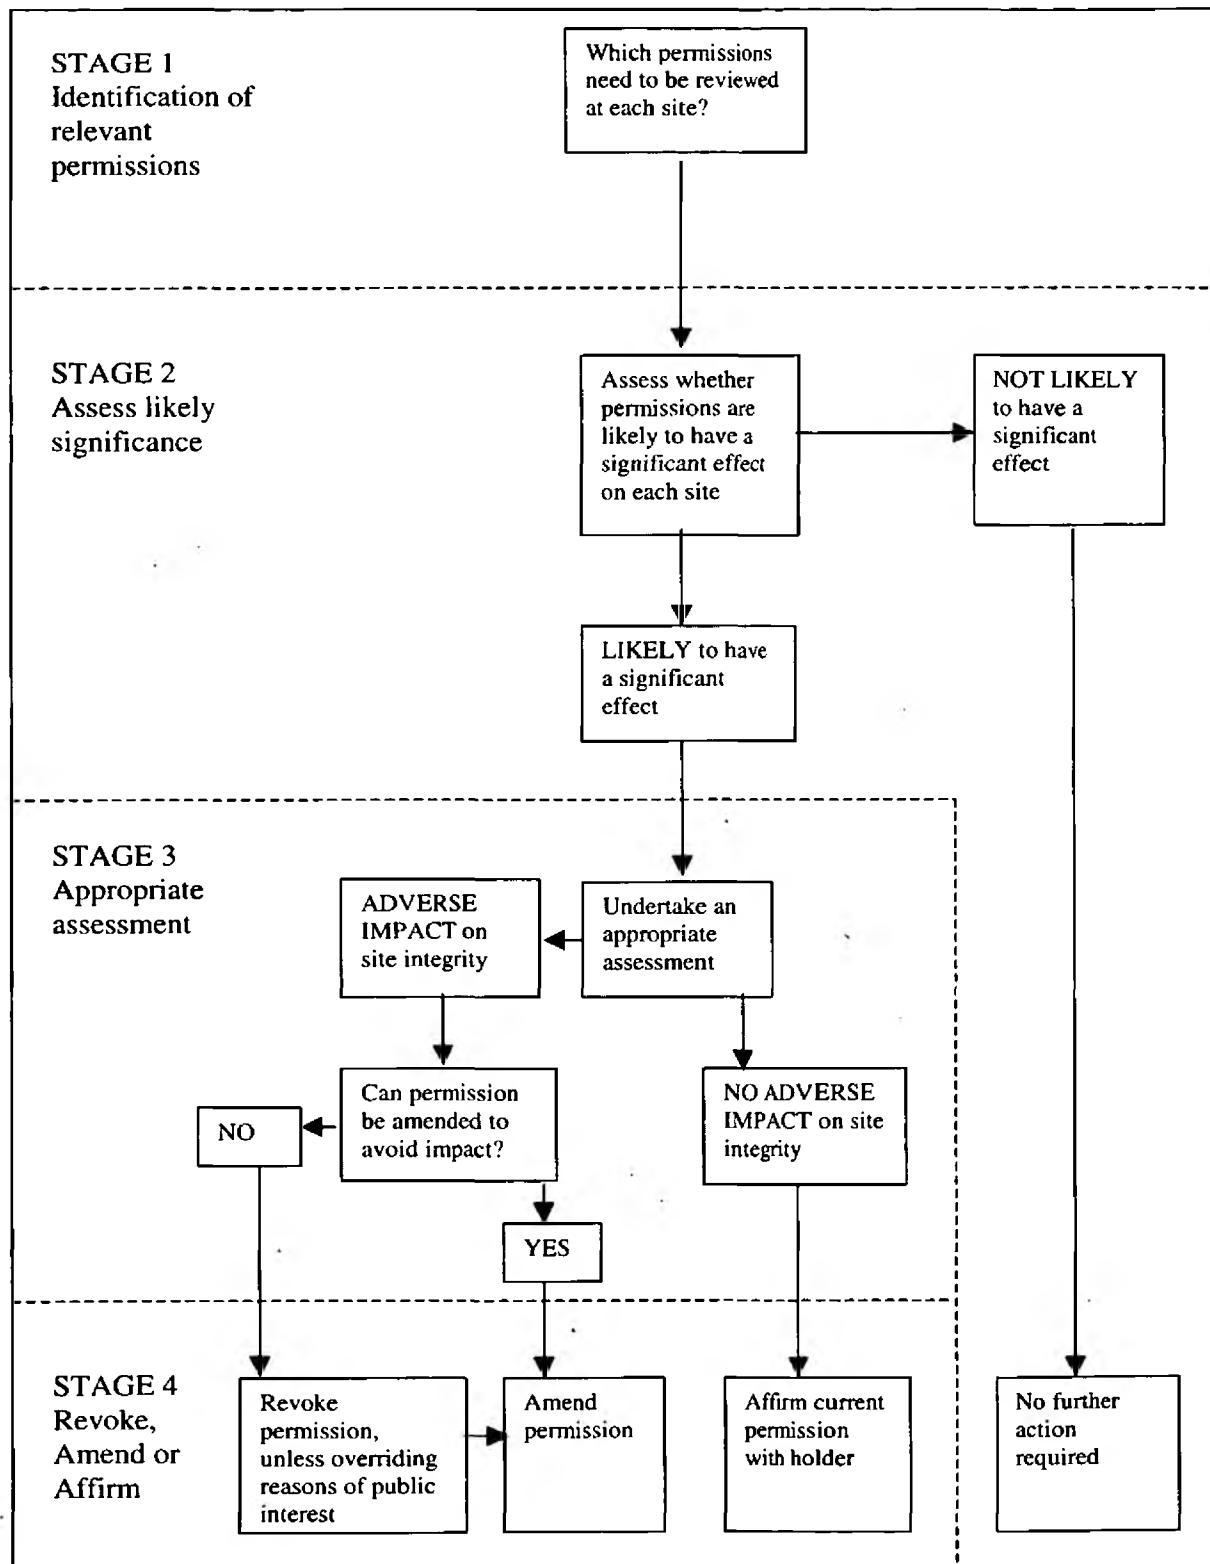 STAGE 1
Identification of
relevant
permissions
Which permissions
need to be reviewed
at each site?
STAGE 2
Assess likely
significance
Assess whether
permissions are
likely to have a
significant effect
on each site
NOT LIKELY
to have a
significant
effect
LIKELY to have
a significant
effect
STAGE 3
Appropriate
assessment
ADVERSE
IMPACT on
site integrity
Undertake an
appropriate
assessment
NO
Can permission
be amended to
avoid impact?
NO ADVERSE
IMPACT on site
integrity
YES
STAGE 4
Revoke,
Amend or
Affirm
Revoke
permission,
unless overriding
reasons of public
interest
Amend
permission
Affirm current
permission
with holder
No further
action
required